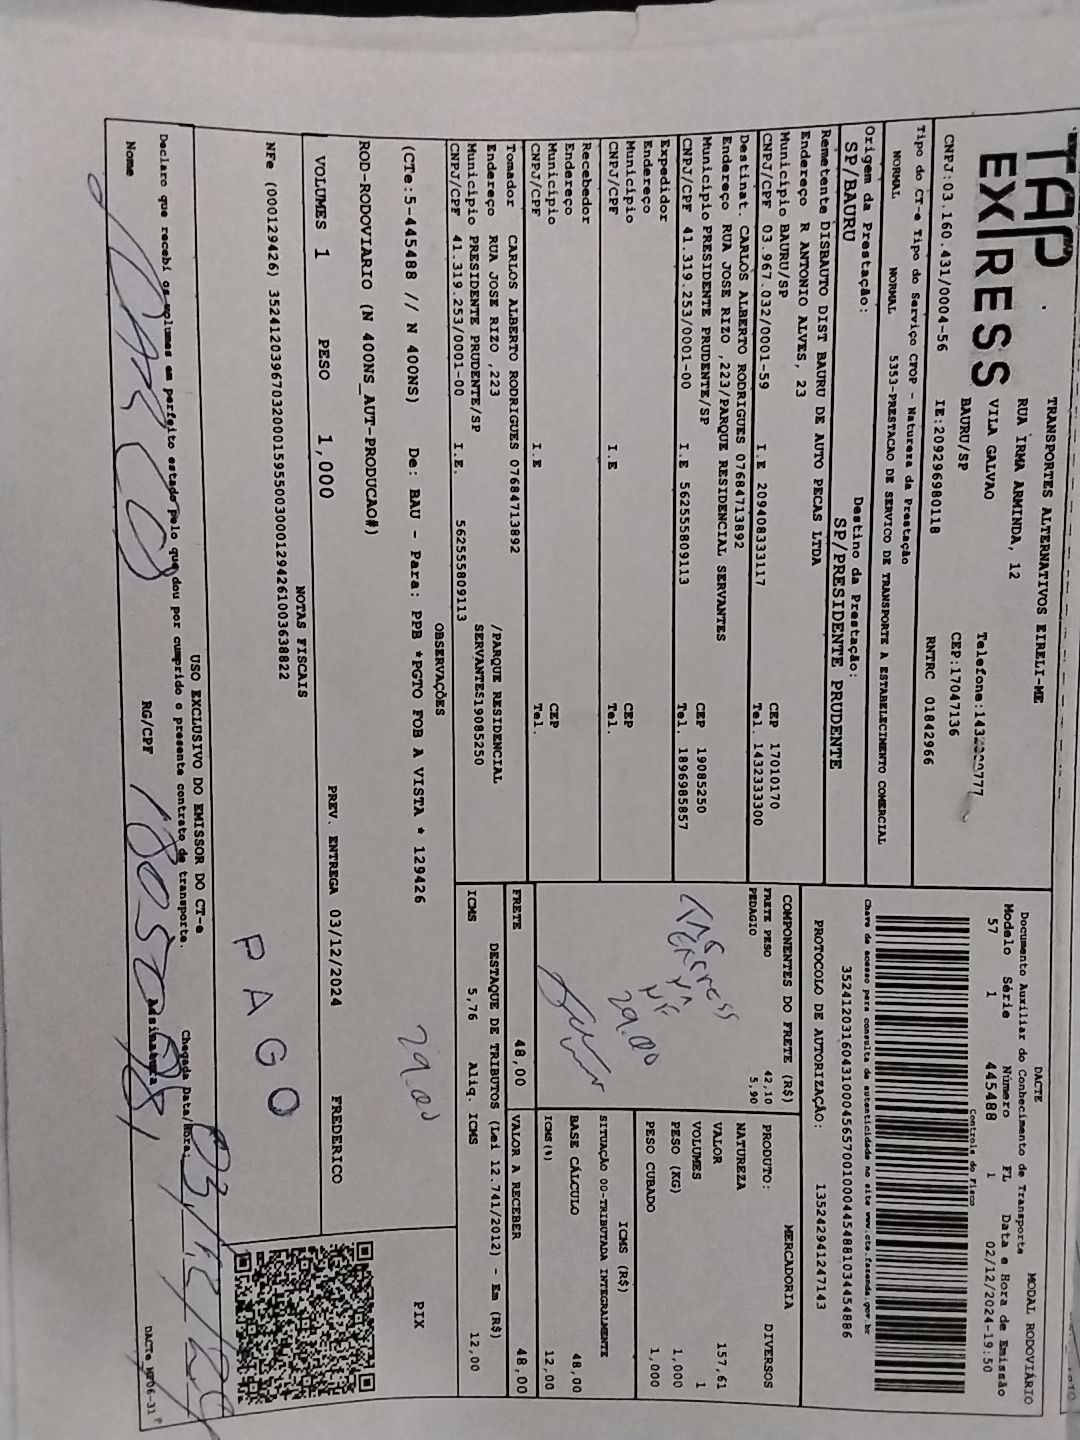 TAP EXPRESS
TRANSPORTES ALTERNATIVOS EIRELI-ME
RUA IRMA ARMINDA, 12
VILA GALVAO
BAURU/SP
Telefone:143
CEP:17047136
CNPJ:03.160.431/0004-56 IE:209296980118 RNTRC 01842966
Tipo do CT-e Tipo do Serviço CFOP - Natureza da Prestação
NORMAL NORMAL 5353-PRESTACAO DE SERVICO DE TRANSPORTE A ESTABELECIMENTO COMERCIAL
Origem da Prestação: Destino da Prestação:
SP/BAURU SP/PRESIDENTE PRUDENTE
DACTE MODAL RODOVIÁRIO
Documento Auxiliar do Conhecimento de Transporte
Modelo Série Número FL Data e Hora de Emissão
57 1 445488 1 02/12/2024-19:50
Controle do Fisco
Chave de acesso para consulta de autenticidade no site www.cte.fazenda.gov.br
35241203160431000456570010004454881034454886
PROTOCOLO DE AUTORIZAÇÃO: 135242941247143
Remetente DISBAUTO DIST BAURU DE AUTO PECAS LTDA
Endereço R ANTONIO ALVES, 23
Município BAURU/SP CEP 17010170
CNPJ/CPF 03.967.032/0001-59 I.E 209408333117 Tel. 1432333300
Destinat. CARLOS ALBERTO RODRIGUES 07684713892
Endereço RUA JOSE RIZO ,223/PARQUE RESIDENCIAL SERVANTES
Município PRESIDENTE PRUDENTE/SP CEP 19085250
CNPJ/CPF 41.319.253/0001-00 I.E 562555809113 Tel. 1896985857
Expedidor
Endereço
Município CEP
CNPJ/CPF I.E Tel.
Recebedor
Endereço
Município CEP
CNPJ/CPF I.E Tel.
Tomador CARLOS ALBERTO RODRIGUES 07684713892
Endereço RUA JOSE RIZO ,223 /PARQUE RESIDENCIAL
Município PRESIDENTE PRUDENTE/SP SERVANTES19085250
CNPJ/CPF 41.319.253/0001-00 I.E. 562555809113
COMPONENTES DO FRETE (R$)
FRETE PESO 42,10
PEDAGIO 5,90
29.00
MERCADORIA
PRODUTO: DIVERSOS
NATUREZA
VALOR 157,61
VOLUMES 1
PESO (KG) 1,000
PESO CUBADO 1,000
ICMS (R$)
SITUAÇÃO 00-TRIBUTADA INTEGRALMENTE
BASE CÁLCULO 48,00
ICMS(%) 12,00
FRETE 48,00 VALOR A RECEBER 48,00
DESTAQUE DE TRIBUTOS (Lei 12.741/2012) - Em (R$)
ICMS 5,76 Aliq. ICMS 12,00
OBSERVAÇÕES
(CTe:5-445488 // N 400NS) De: BAU - Para: PPB *PGTO FOB A VISTA * 129426
29.00
PIX
ROD-RODOVIARIO (N 400NS_AUT-PRODUCAO#)
VOLUMES 1 PESO 1,000 PREV. ENTREGA 03/12/2024 FREDERICO
NOTAS FISCAIS
NFe (000129426) 35241203967032000159550030001294261003638822
PAGO
USO EXCLUSIVO DO EMISSOR DO CT-e
Declaro que recebi os volumes em perfeito estado pelo que dou por cumprido o presente contrato de transporte.
Chegada Data/Hora: 03/12/24
Nome RG/CPF Assinatura
DACTe